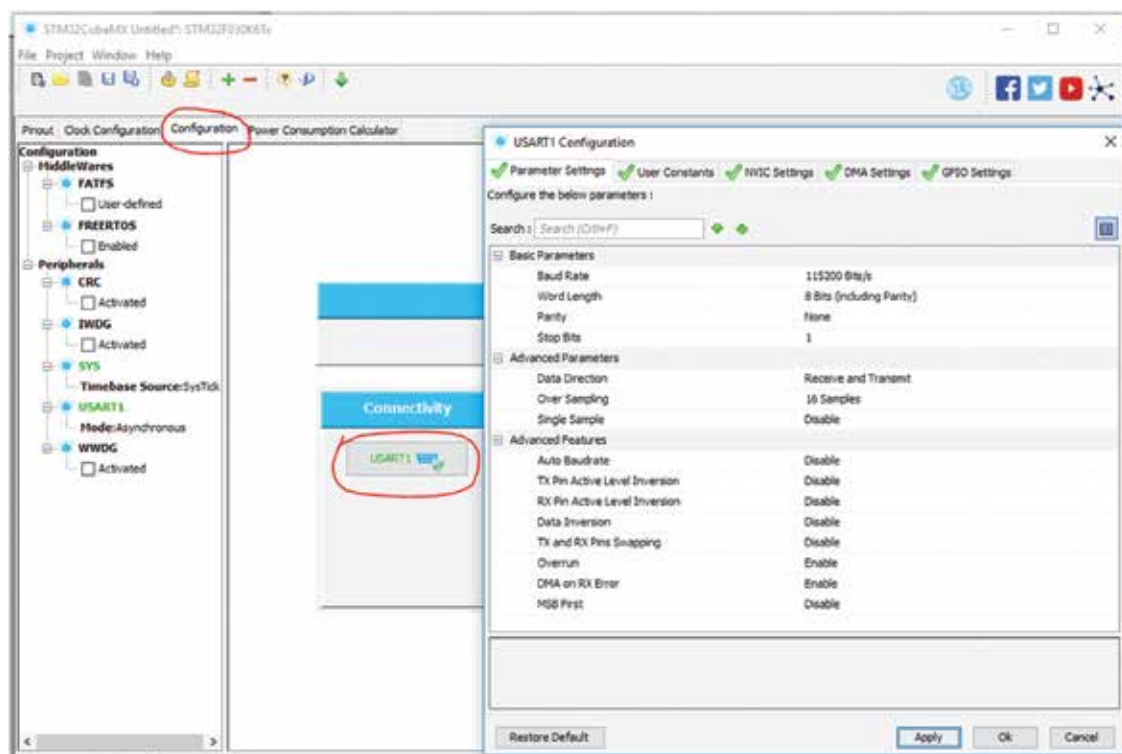 STM32CubeMX Untitled*: STM32F030K6Tx
File Project Window Help
Pinout Clock Configuration Configuration Power Consumption Calculator
Configuration
MiddleWares
FATFS
User-defined
FREERTOS
Enabled
Peripherals
CRC
Activated
IWDG
Activated
SYS
Timebase Source:SysTick
USART1
Mode:Asynchronous
WWDG
Activated
Connectivity
USART1
USART1 Configuration
Parameter Settings User Constants NVIC Settings DMA Settings GPIO Settings
Configure the below parameters :
Search : Search (Ctrl+F)
Basic Parameters
Baud Rate 115200 Bits/s
Word Length 8 Bits (including Parity)
Parity None
Stop Bits 1
Advanced Parameters
Data Direction Receive and Transmit
Over Sampling 16 Samples
Single Sample Disable
Advanced Features
Auto Baudrate Disable
TX Pin Active Level Inversion Disable
RX Pin Active Level Inversion Disable
Data Inversion Disable
TX and RX Pins Swapping Disable
Overrun Enable
DMA on RX Error Enable
MSB First Disable
Restore Default Apply Ok Cancel